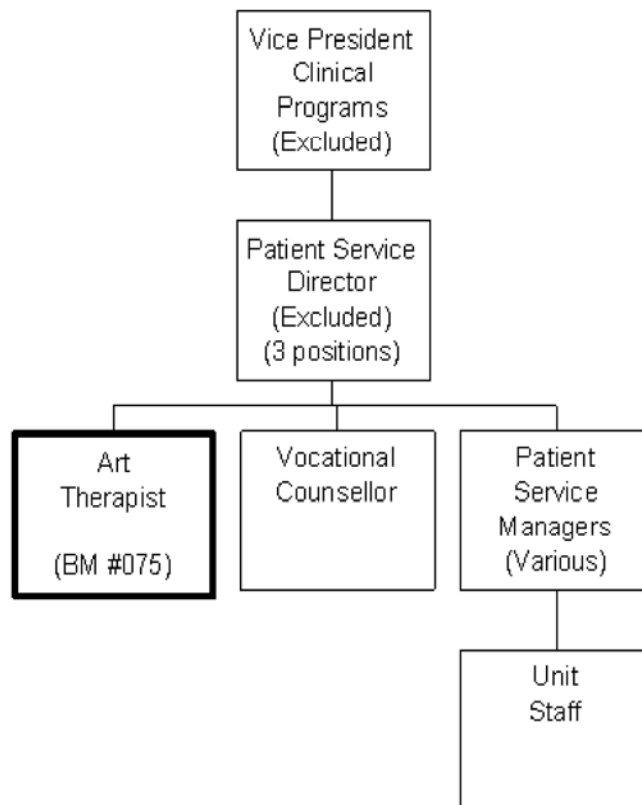 Vice President
Clinical
Programs
(Excluded)
Patient Service
Director
(Excluded)
(3 positions)
Art
Therapist
(BM #075)
Vocational
Counsellor
Patient
Service
Managers
(Various)
Unit
Staff